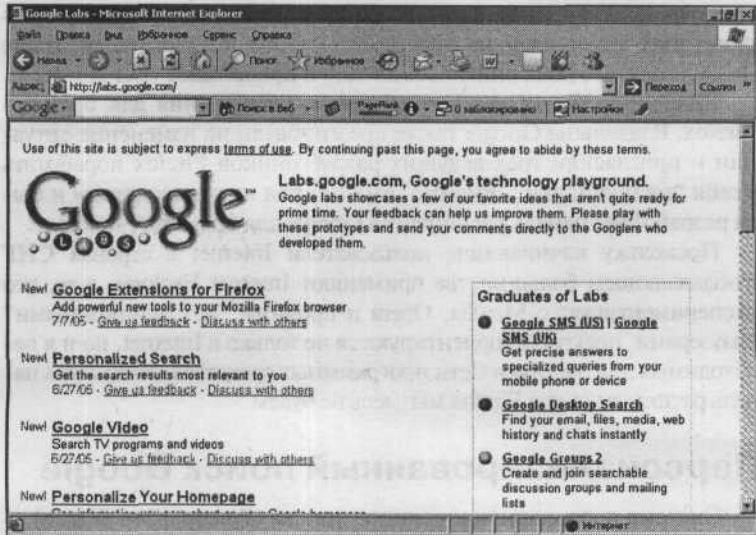 Google Labs - Microsoft Internet Explorer
Файл Правка Вид Избранное Сервис Справка
Назад Поиск Избранное
Адрес: http://labs.google.com/ Переход Ссылки »
Google - Поиск в Веб PageRank 0 заблокировано Настройки
Use of this site is subject to express terms of use. By continuing past this page, you agree to abide by these terms.
Google™
LABS
Labs.google.com, Google's technology playground.
Google labs showcases a few of our favorite ideas that aren't quite ready for
prime time. Your feedback can help us improve them. Please play with
these prototypes and send your comments directly to the Googlers who
developed them.
New! Google Extensions for Firefox
Add powerful new tools to your Mozilla Firefox browser
7/7/05 - Give us feedback - Discuss with others
New! Personalized Search
Get the search results most relevant to you
6/27/05 - Give us feedback - Discuss with others
New! Google Video
Search TV programs and videos
6/27/05 - Give us feedback - Discuss with others
New! Personalize Your Homepage
Graduates of Labs
Google SMS (US) | Google
SMS (UK)
Get precise answers to
specialized queries from your
mobile phone or device
Google Desktop Search
Find your email, files, media, web
history and chats instantly
Google Groups 2
Create and join searchable
discussion groups and mailing
lists
Интернет